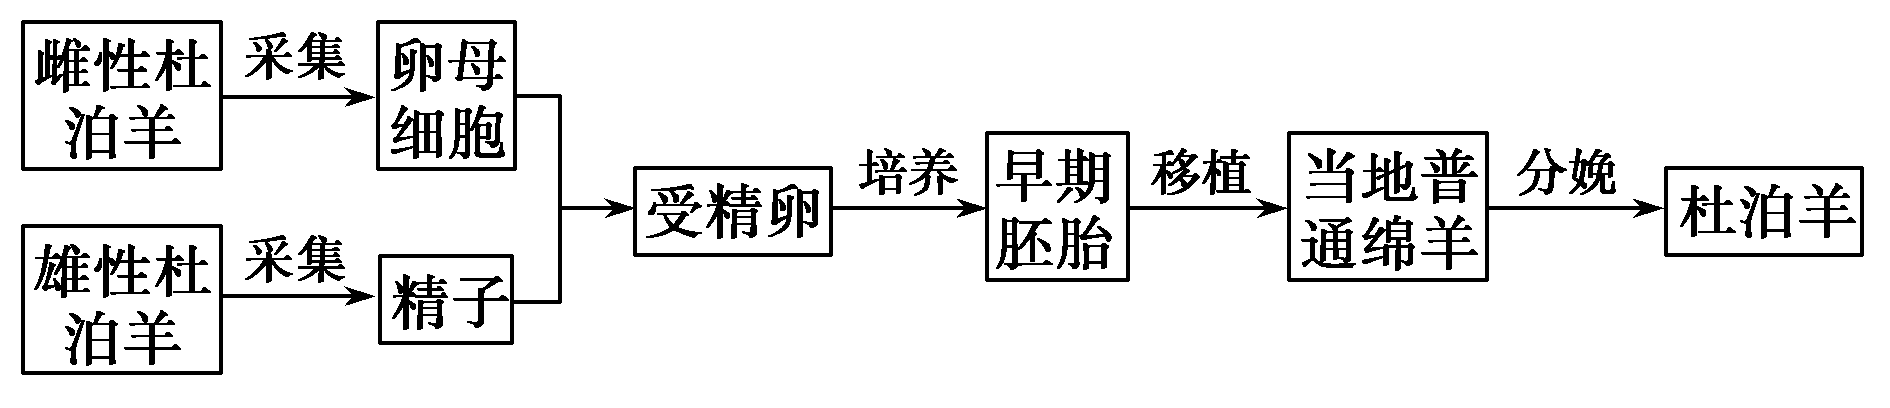 雌性杜
泊羊
采集
卵母
细胞
雄性杜
泊羊
采集
精子
受精卵
培养
早期
胚胎
移植
当地普
通绵羊
分娩
杜泊羊